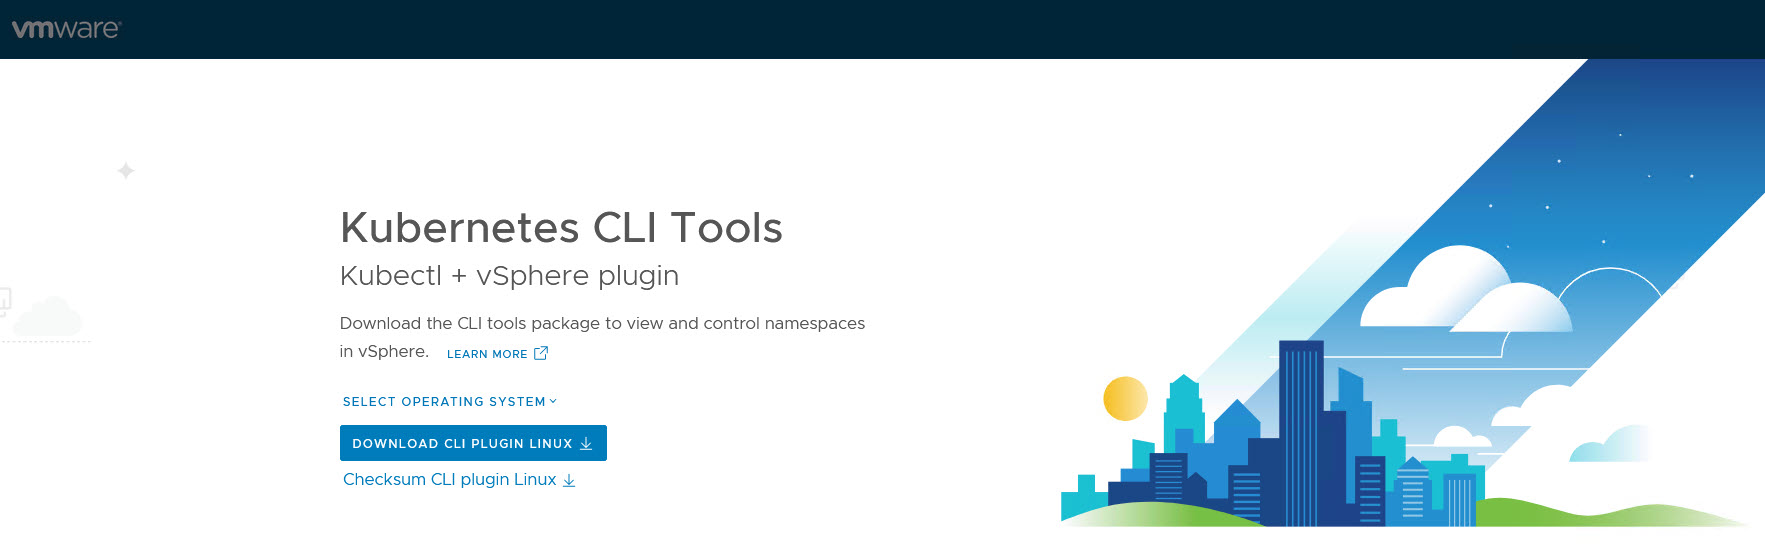 vmware®
Kubernetes CLI Tools
Kubectl + vSphere plugin
Download the CLI tools package to view and control namespaces
in vSphere. LEARN MORE
SELECT OPERATING SYSTEM
DOWNLOAD CLI PLUGIN LINUX
Checksum CLI plugin Linux